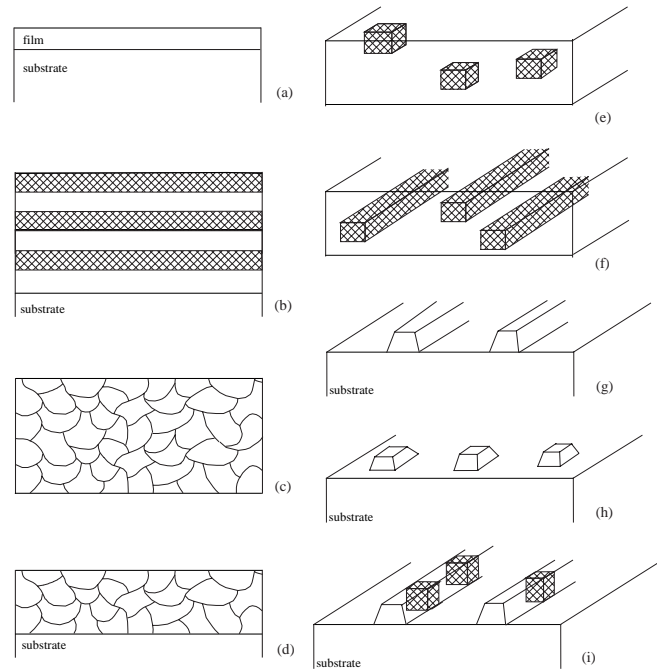 film
substrate
(a)
substrate
(b)
(c)
substrate
(d)
(e)
(f)
substrate
(g)
substrate
(h)
substrate
(i)